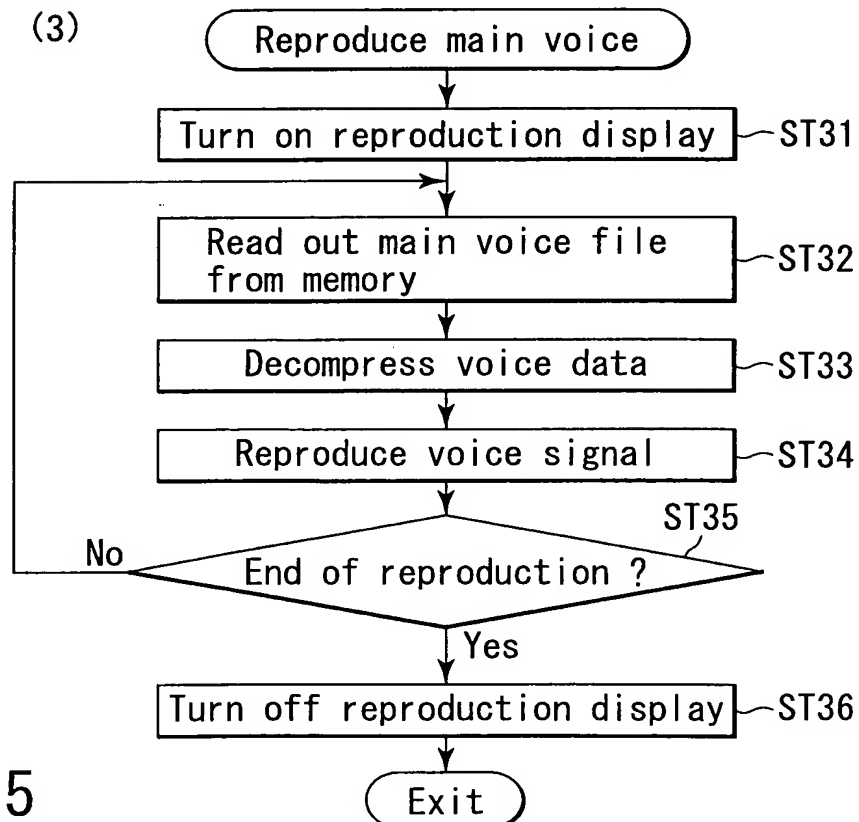 (3)
Reproduce main voice
Turn on reproduction display
ST31
Read out main voice file
from memory
ST32
Decompress voice data
ST33
Reproduce voice signal
ST34
ST35
End of reproduction ?
No
Yes
Turn off reproduction display
ST36
Exit
5